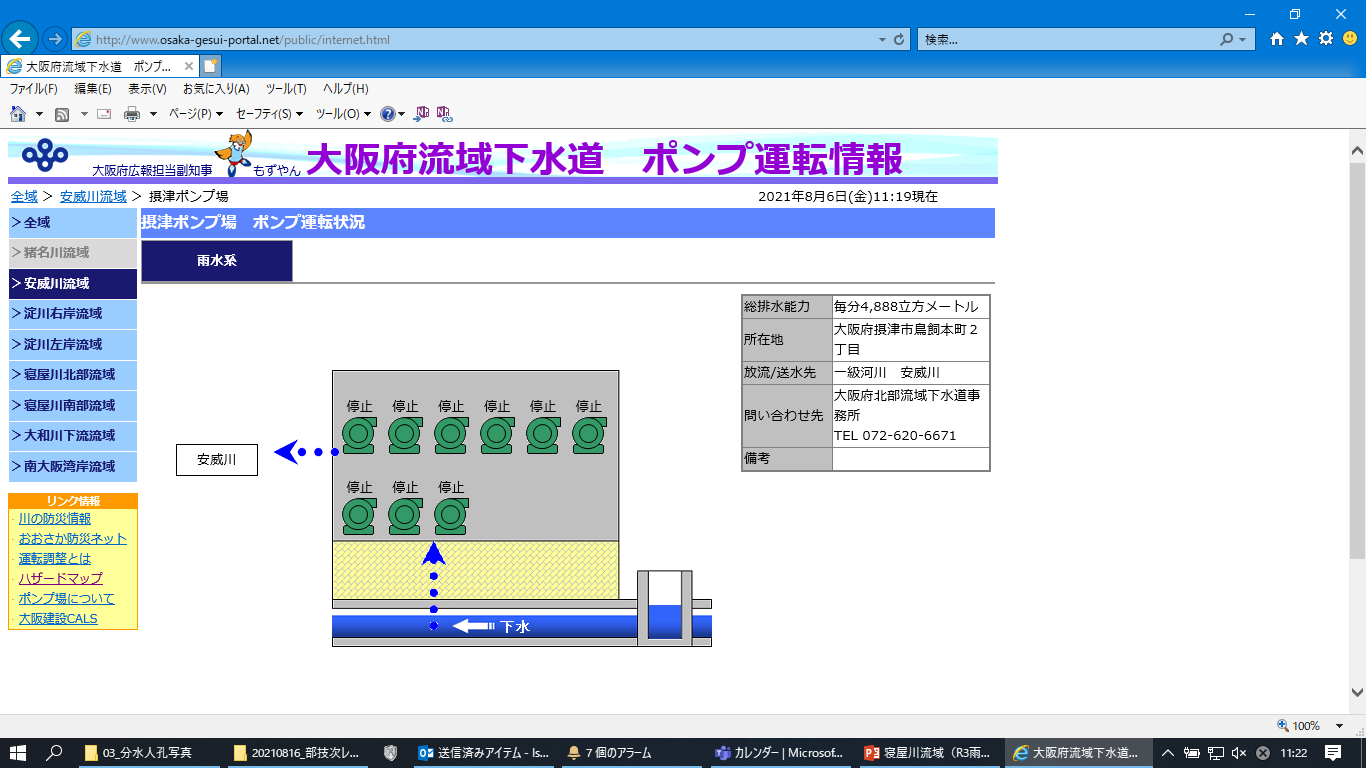 http://www.osaka-gesui-portal.net/public/internet.html
検索...
大阪府流域下水道　ポンプ...
ファイル(F) 編集(E) 表示(V) お気に入り(A) ツール(T) ヘルプ(H)
ページ(P) セーフティ(S) ツール(O)
大阪府広報担当副知事 もずやん 大阪府流域下水道　ポンプ運転情報
全域 > 安威川流域 > 摂津ポンプ場 2021年8月6日(金)11:19現在
>全域
>猪名川流域
>安威川流域
>淀川右岸流域
>淀川左岸流域
>寝屋川北部流域
>寝屋川南部流域
>大和川下流流域
>南大阪湾岸流域
リンク情報
· 川の防災情報
· おおさか防災ネット
· 運転調整とは
· ハザードマップ
· ポンプ場について
· 大阪建設CALS
摂津ポンプ場　ポンプ運転状況
雨水系
停止 停止 停止 停止 停止 停止
安威川
停止 停止 停止
下水
総排水能力 毎分4,888立方メートル
所在地 大阪府摂津市鳥飼本町２
丁目
放流/送水先 一級河川　安威川
問い合わせ先 大阪府北部流域下水道事
務所
TEL 072-620-6671
備考
100%
03_分水人孔写真 20210816_部技次レ... 送信済みアイテム - Is... 7 個のアラーム カレンダー | Microsof... 寝屋川流域（R3雨... 大阪府流域下水道... 11:22